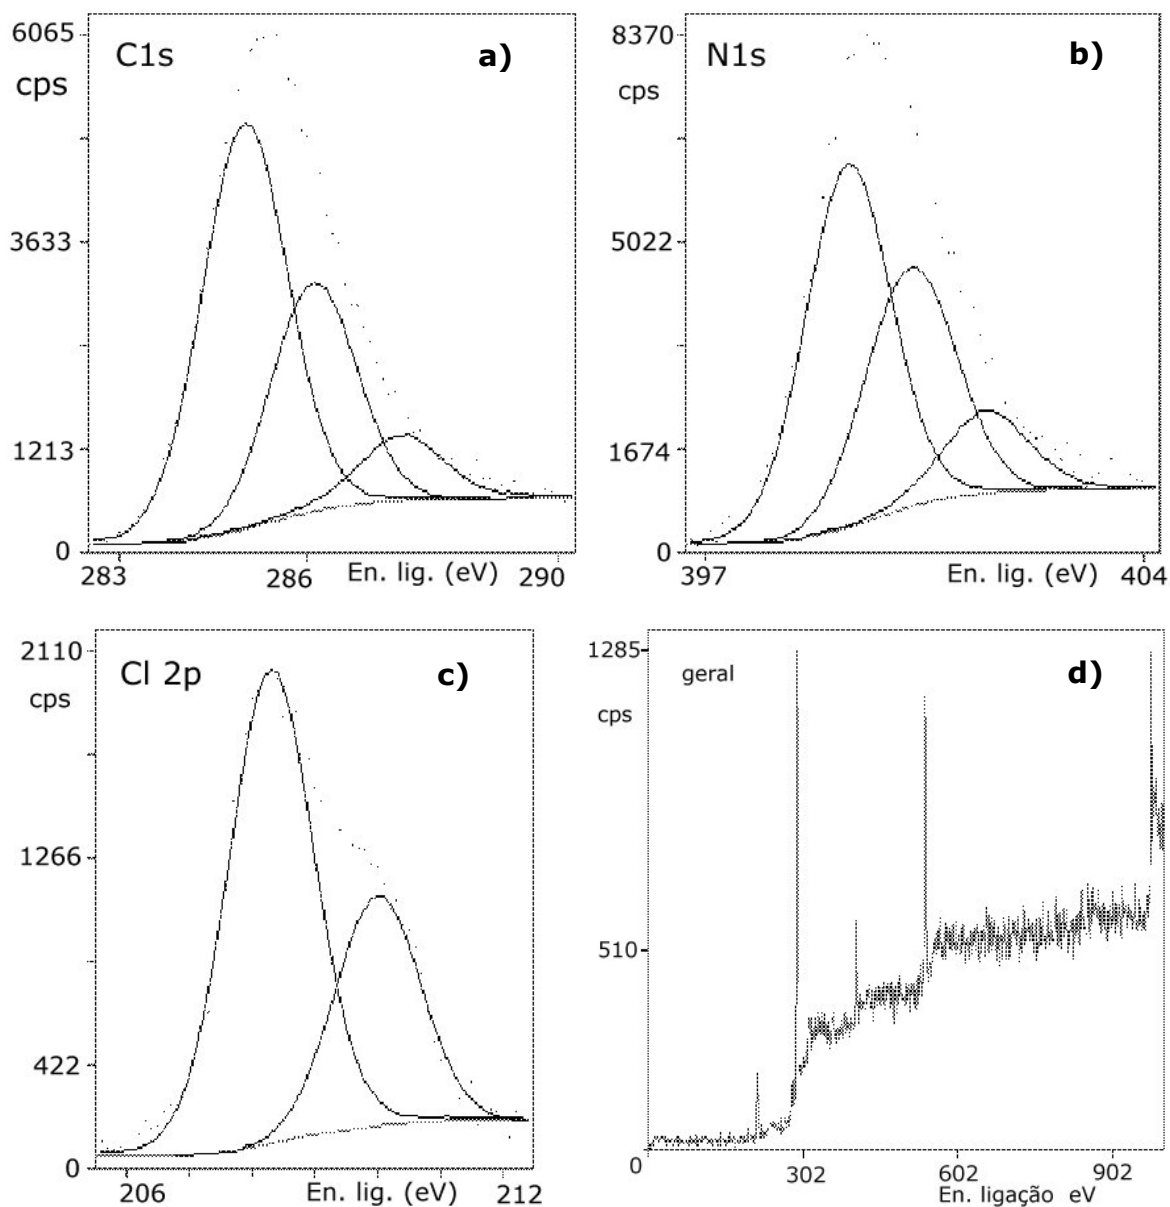 6065
C1s
a)
cps
3633
1213
0
283
286
En. lig. (eV)
290
8370
N1s
b)
cps
5022
1674
0
397
En. lig. (eV)
404
2110
Cl 2p
c)
cps
1266
422
0
206
En. lig. (eV)
212
1285
geral
d)
cps
510
0
302
602
902
En. ligação eV